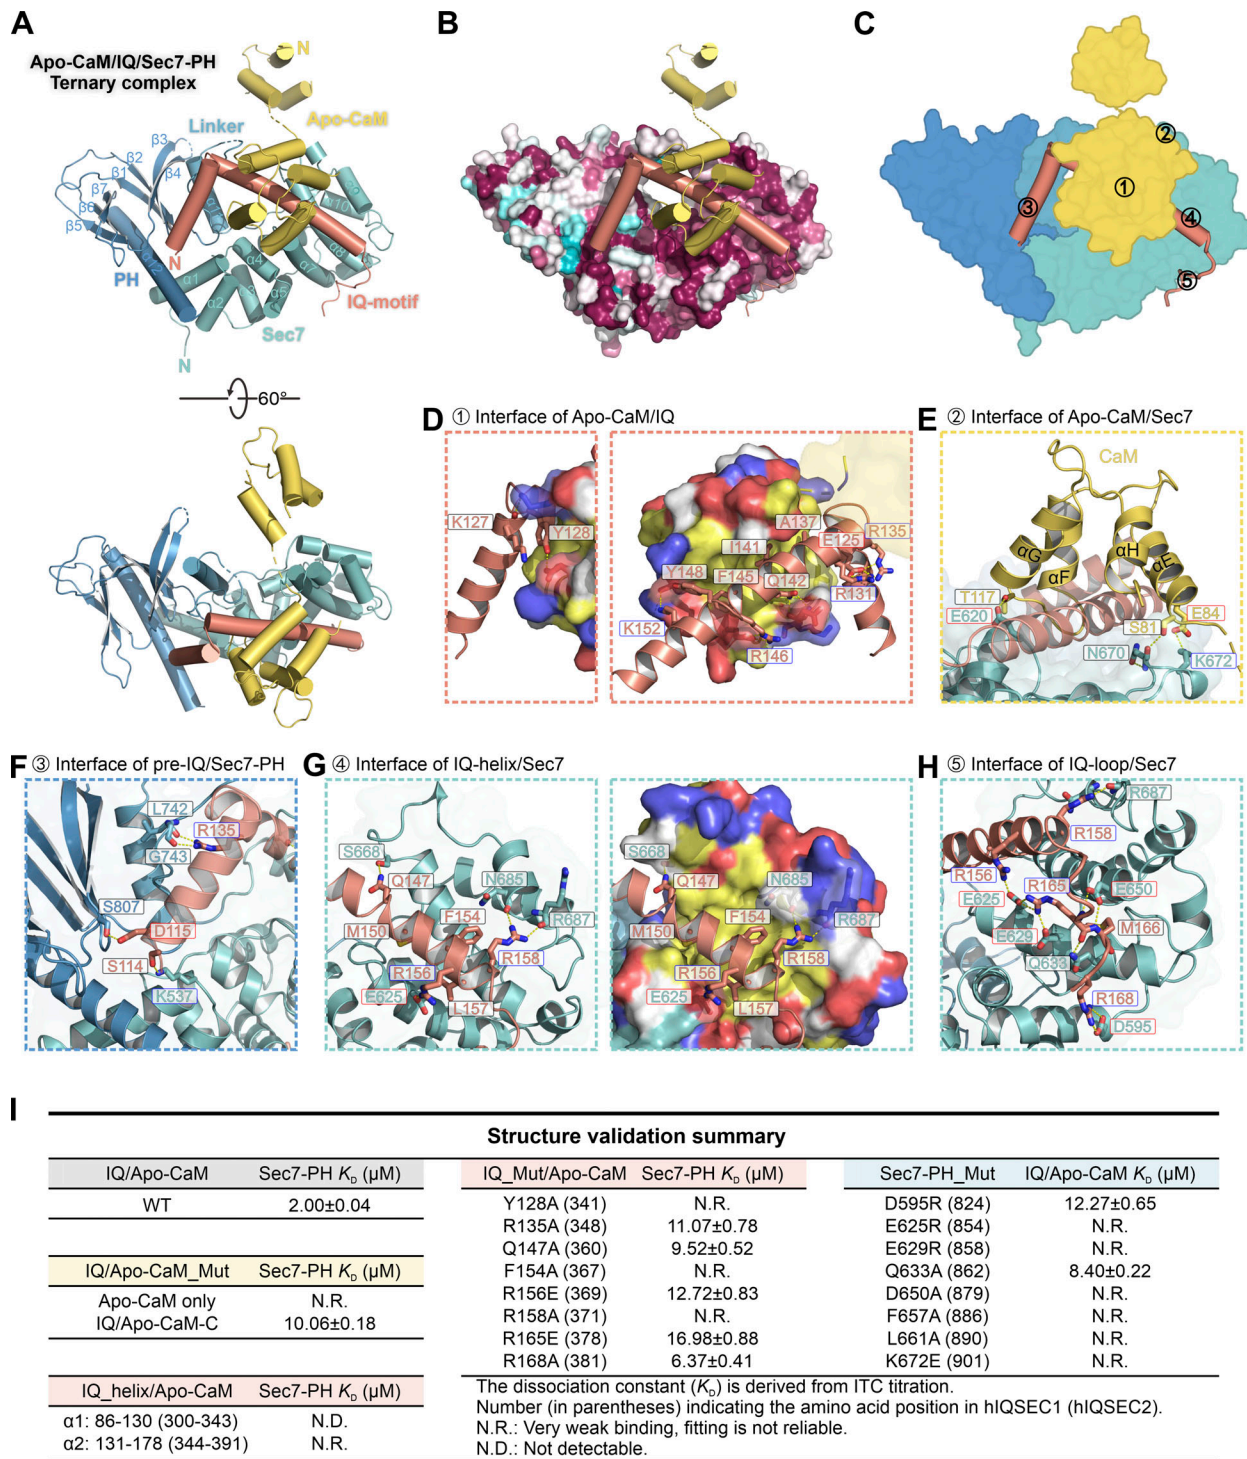 A
Apo-CaM/IQ/Sec7-PH
Ternary complex
N
Apo-CaM
Linker
β3
β2
β1
β4
β7
β6
β5
α12
α10
α8
α4
α7
α1
α2
α5
N
PH
IQ-motif
Sec7
N
60°
B
C
①
②
③
④
⑤
D ① Interface of Apo-CaM/IQ
K127
Y128
A137
R135
E125
I141
Y148
F145
Q142
R131
K152
R146
E ② Interface of Apo-CaM/Sec7
CaM
αG
αH
αF
αE
T117
E84
E620
S81
N670
K672
F ③ Interface of pre-IQ/Sec7-PH
L742
R135
G743
S807
D115
S114
K537
G ④ Interface of IQ-helix/Sec7
S668
N685
Q147
F154
R687
M150
R158
R156
E625
L157
S668
N685
Q147
F154
R687
M150
R156
R158
E625
L157
H ⑤ Interface of IQ-loop/Sec7
R687
R158
R156
R165
E650
E625
M166
E629
Q633
R168
D595
I
Structure validation summary
IQ/Apo-CaM Sec7-PH KD (µM)
WT 2.00±0.04
IQ/Apo-CaM_Mut Sec7-PH KD (µM)
Apo-CaM only N.R.
IQ/Apo-CaM-C 10.06±0.18
IQ_helix/Apo-CaM Sec7-PH KD (µM)
α1: 86-130 (300-343) N.D.
α2: 131-178 (344-391) N.R.
IQ_Mut/Apo-CaM Sec7-PH KD (µM)
Y128A (341) N.R.
R135A (348) 11.07±0.78
Q147A (360) 9.52±0.52
F154A (367) N.R.
R156E (369) 12.72±0.83
R158A (371) N.R.
R165E (378) 16.98±0.88
R168A (381) 6.37±0.41
Sec7-PH_Mut IQ/Apo-CaM KD (µM)
D595R (824) 12.27±0.65
E625R (854) N.R.
E629R (858) N.R.
Q633A (862) 8.40±0.22
D650A (879) N.R.
F657A (886) N.R.
L661A (890) N.R.
K672E (901) N.R.
The dissociation constant (KD) is derived from ITC titration.
Number (in parentheses) indicating the amino acid position in hIQSEC1 (hIQSEC2).
N.R.: Very weak binding, fitting is not reliable.
N.D.: Not detectable.